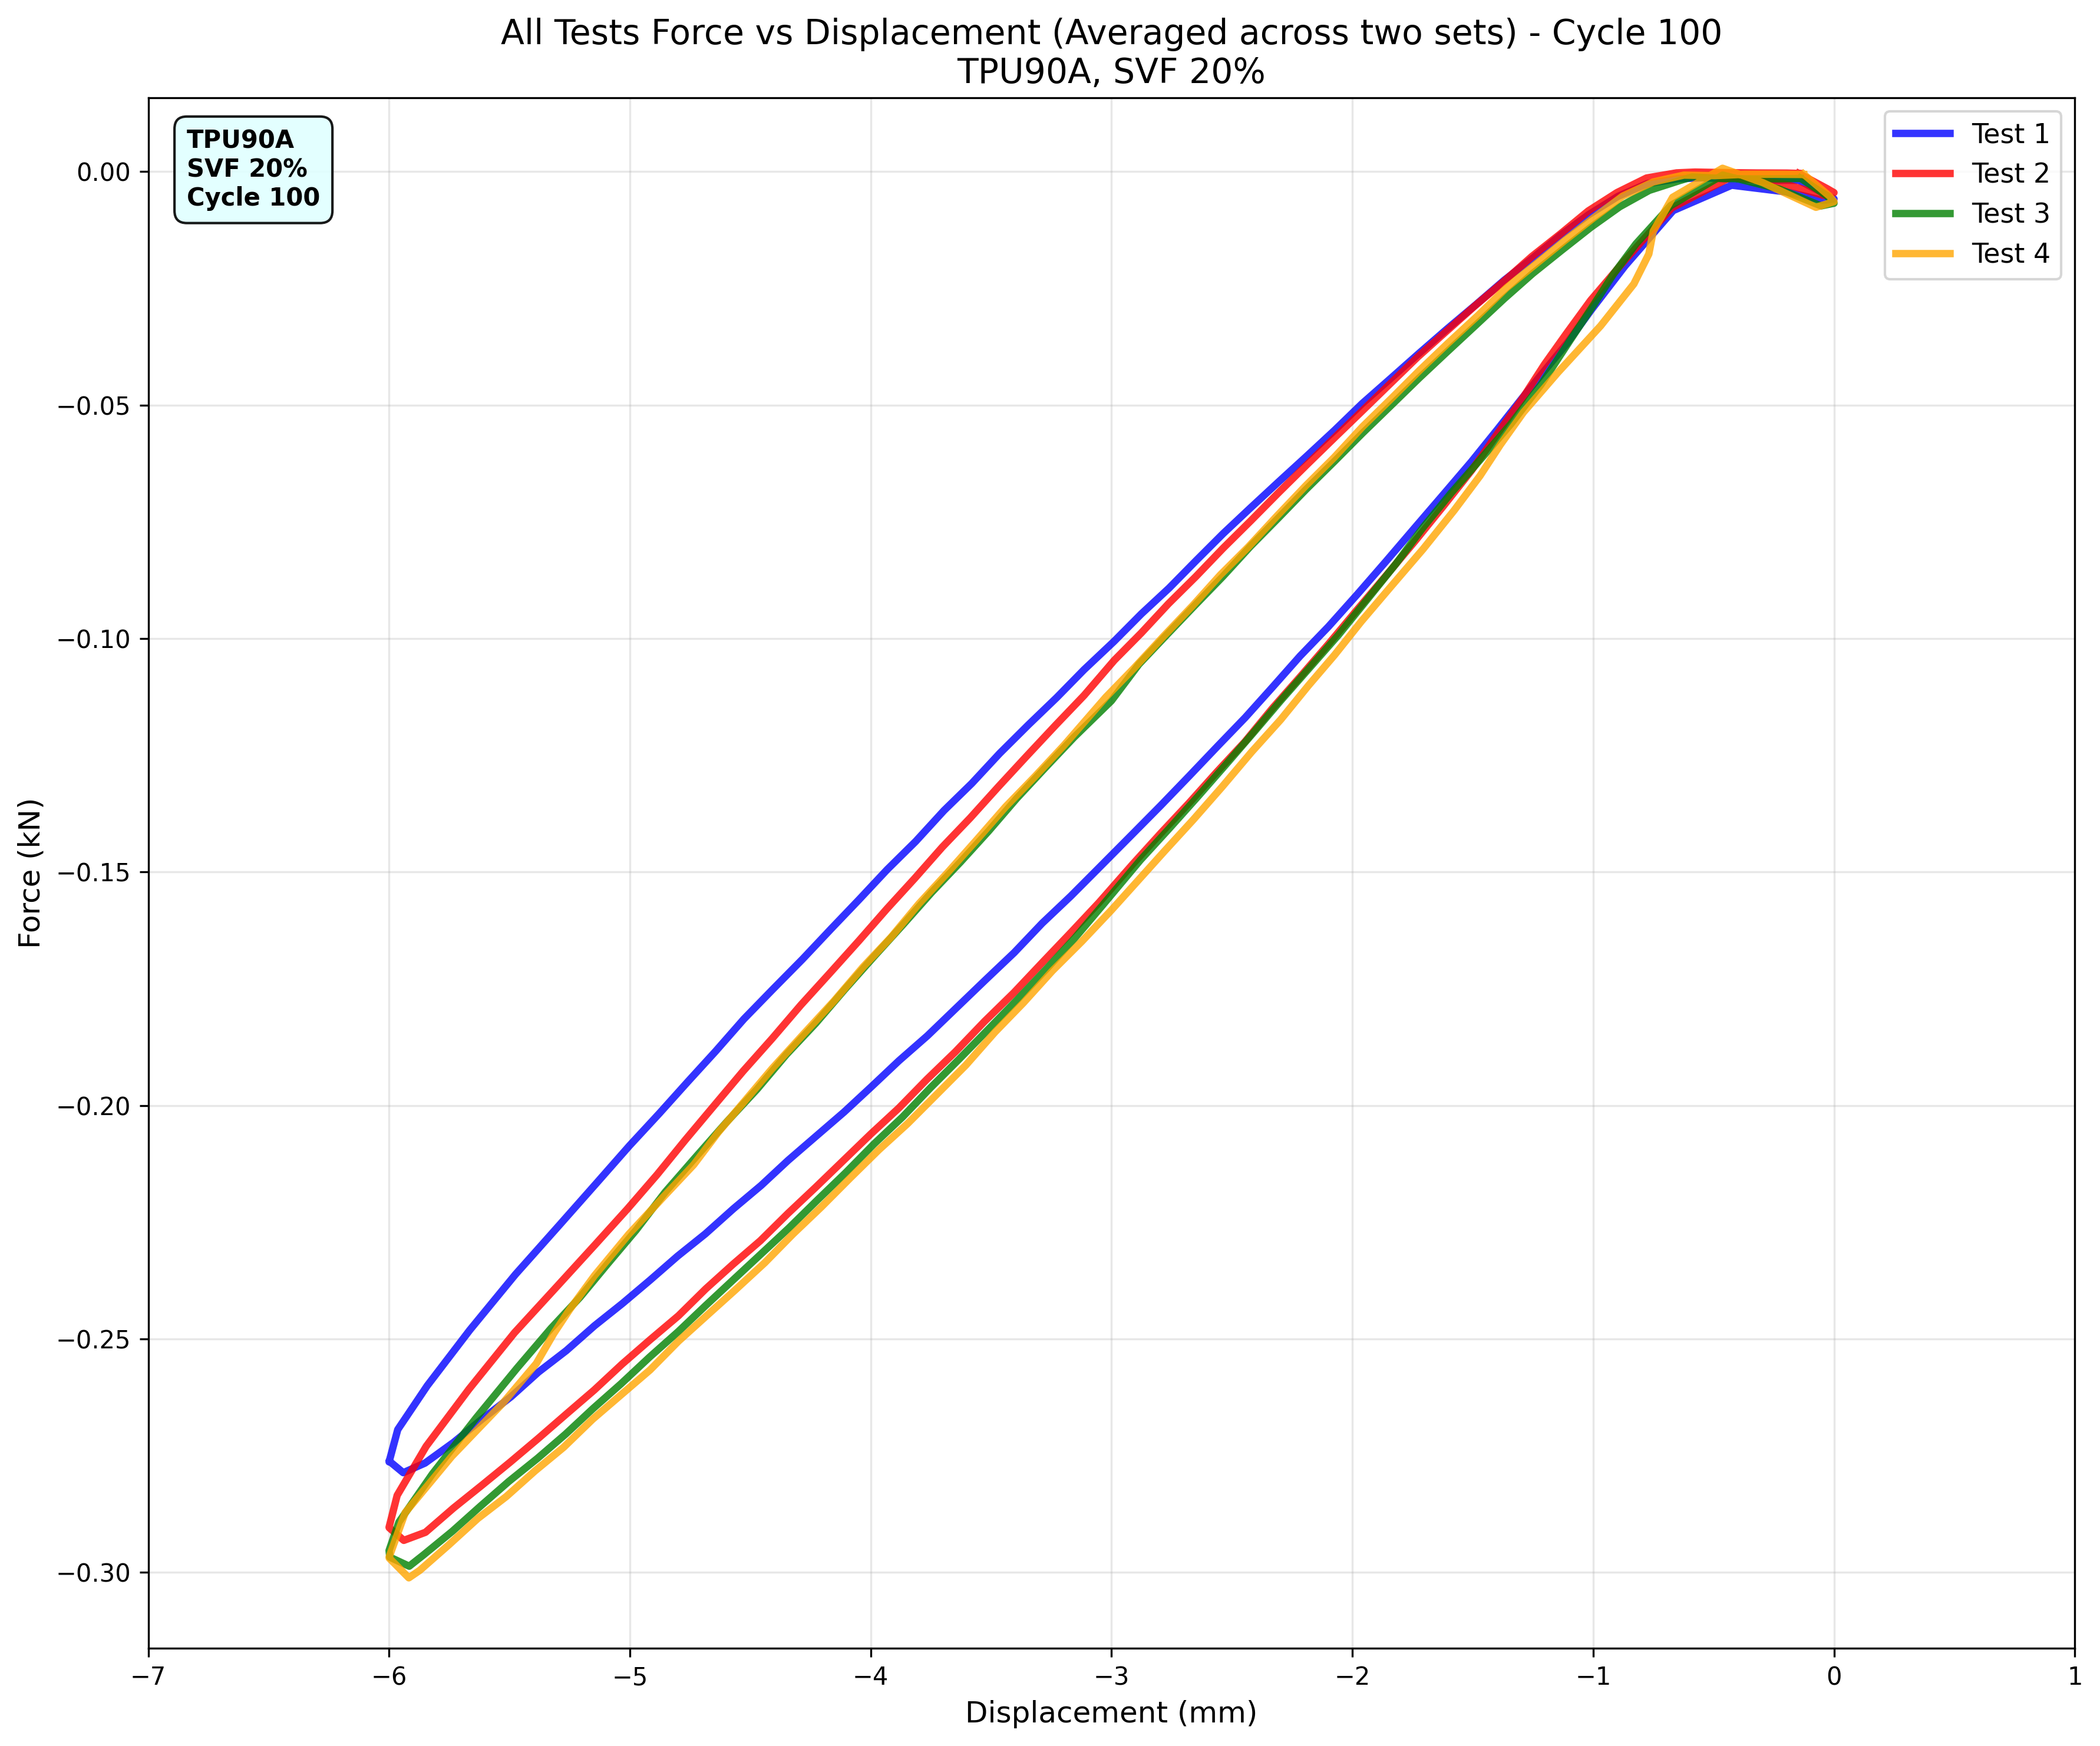 All Tests Force vs Displacement (Averaged across two sets) - Cycle 100
TPU90A, SVF 20%
TPU90A
SVF 20%
Cycle 100
Test 1
Test 2
Test 3
Test 4
0.00
−0.05
−0.10
−0.15
−0.20
−0.25
−0.30
Force (kN)
−7
−6
−5
−4
−3
−2
−1
0
1
Displacement (mm)